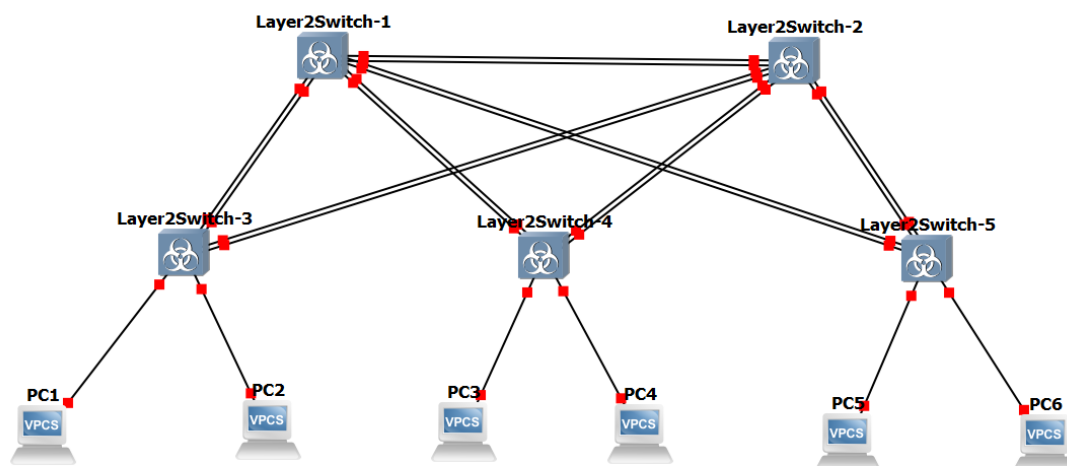 Layer2Switch-1
Layer2Switch-2
Layer2Switch-3
Layer2Switch-4
Layer2Switch-5
PC1
PC2
PC3
PC4
PC5
PC6
VPCS
VPCS
VPCS
VPCS
VPCS
VPCS